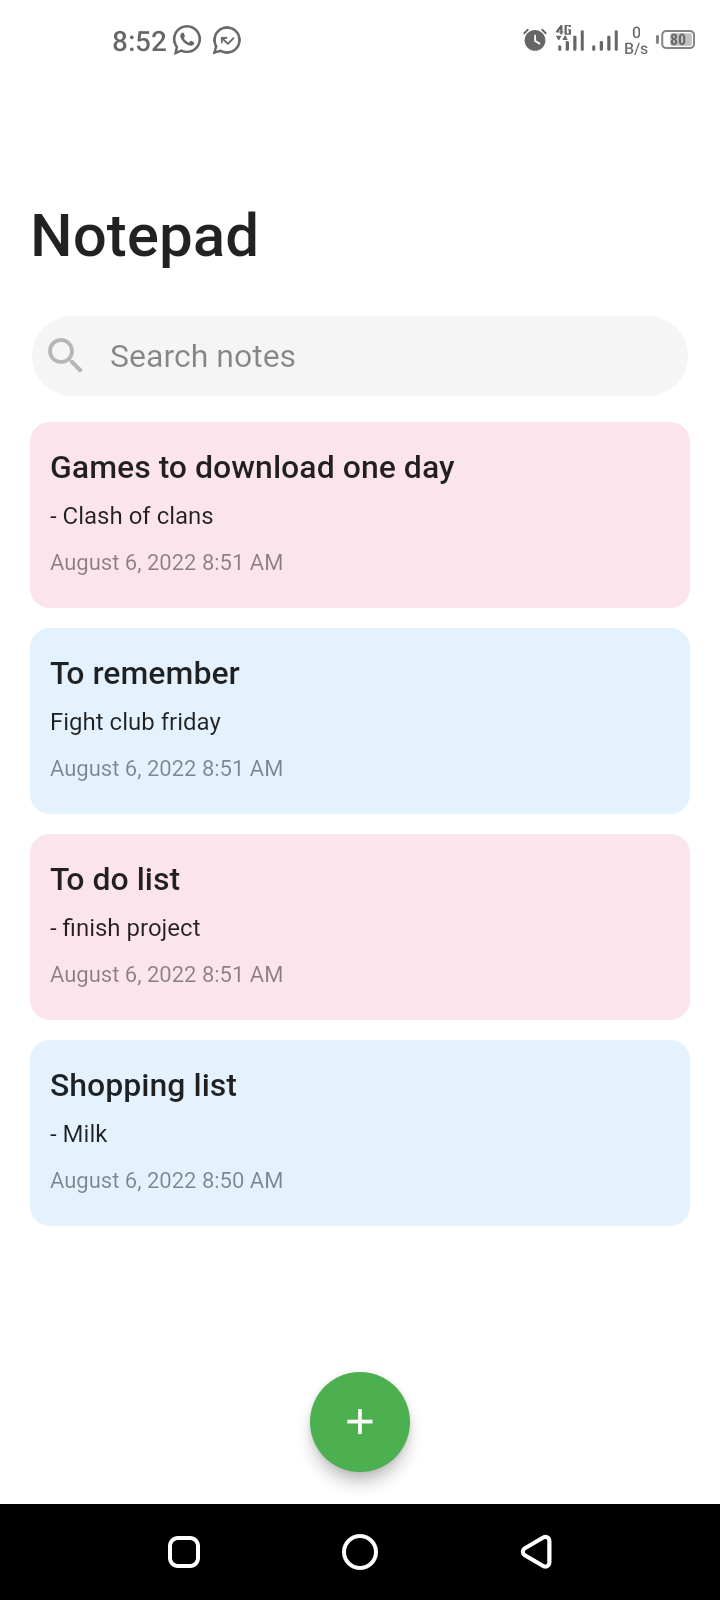 8:52
4G
0
B/s
80
Notepad
Search notes
Games to download one day
- Clash of clans
August 6, 2022 8:51 AM
To remember
Fight club friday
August 6, 2022 8:51 AM
To do list
- finish project
August 6, 2022 8:51 AM
Shopping list
- Milk
August 6, 2022 8:50 AM